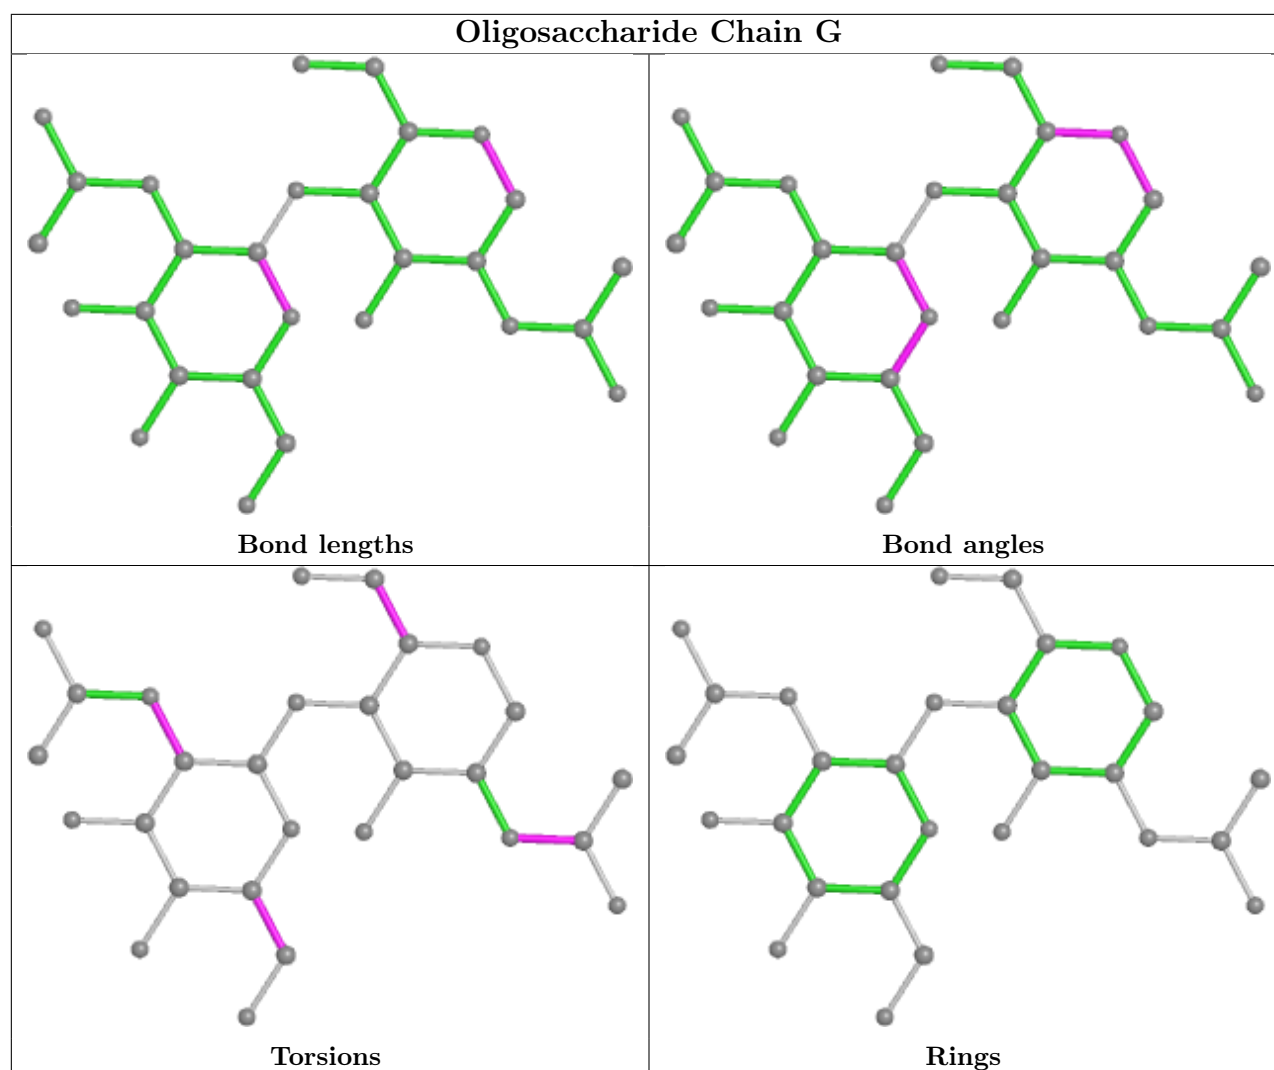 Oligosaccharide Chain G
Bond lengths
Bond angles
Torsions
Rings